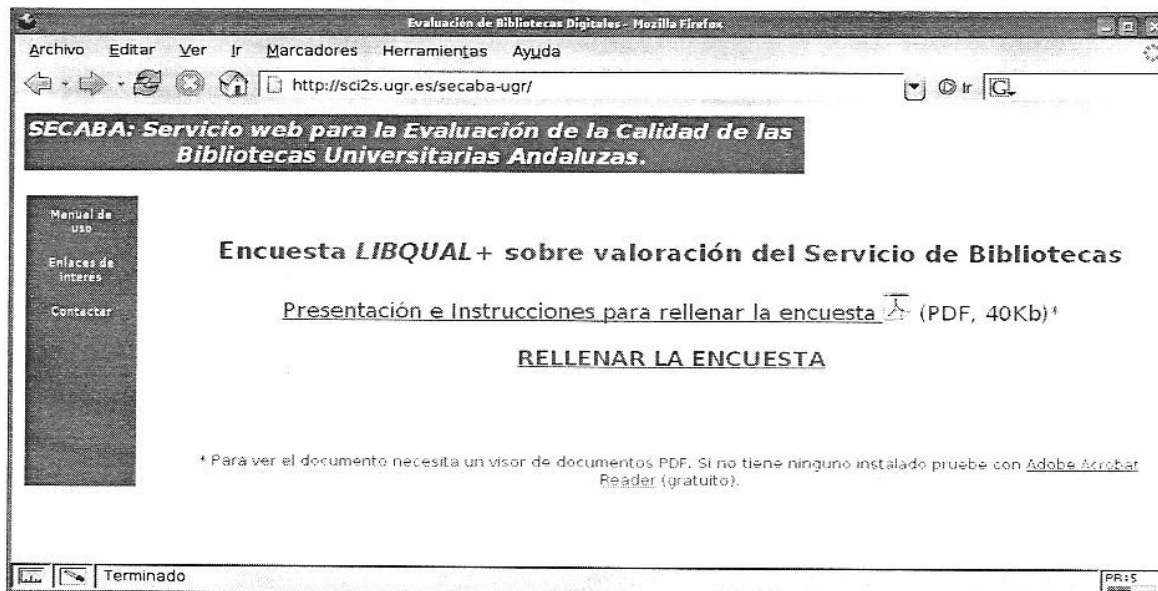 Evaluación de Bibliotecas Digitales - Mozilla Firefox
Archivo Editar Ver Ir Marcadores Herramientas Ayuda
http://sci2s.ugr.es/secaba-ugr/ Ir G
SECABA: Servicio web para la Evaluación de la Calidad de las
Bibliotecas Universitarias Andaluzas.
Manual de
uso
Enlaces de
interés
Contactar
Encuesta LIBQUAL+ sobre valoración del Servicio de Bibliotecas
Presentación e Instrucciones para rellenar la encuesta (PDF, 40Kb)*
RELLENAR LA ENCUESTA
* Para ver el documento necesita un visor de documentos PDF. Si no tiene ninguno instalado pruebe con Adobe Acrobat
Reader (gratuito).
Terminado
PR:5